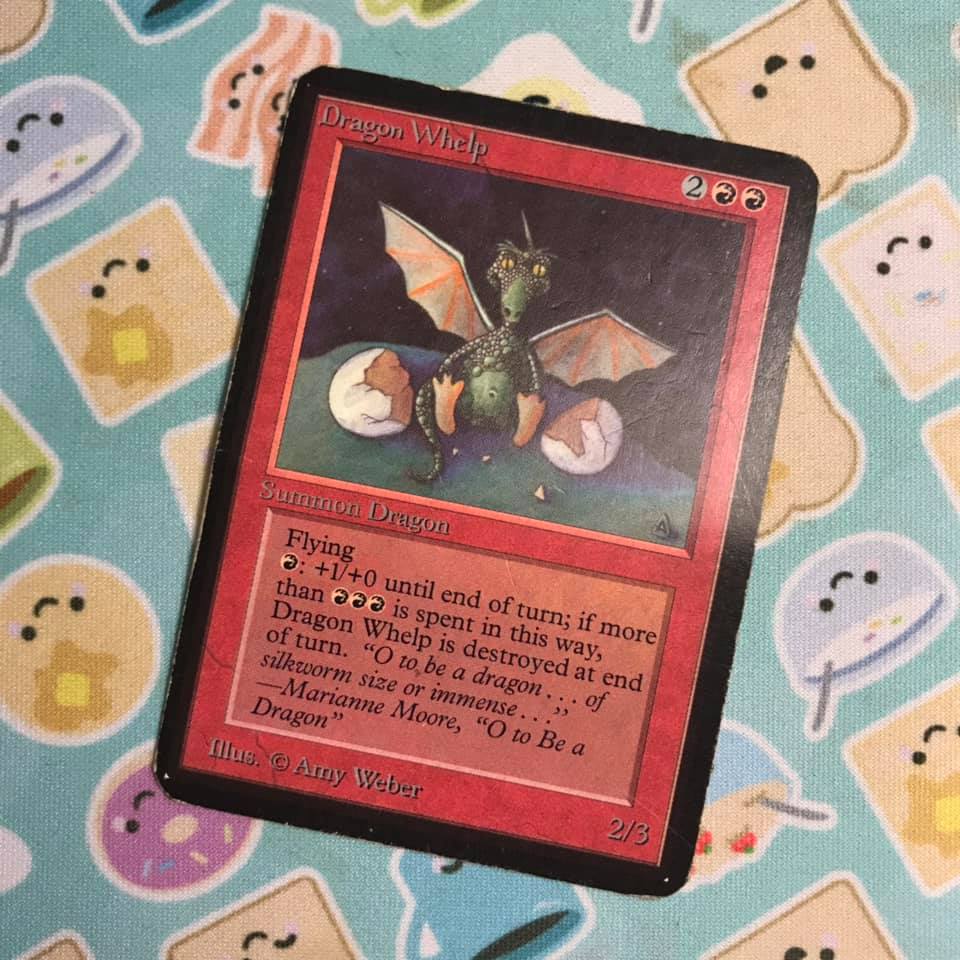 Dragon Whelp
2
Summon Dragon
Flying
: +1/+0 until end of turn; if more
than is spent in this way,
Dragon Whelp is destroyed at end
of turn. “O to be a dragon . . . of
silkworm size or immense . . .”
—Marianne Moore, “O to Be a
Dragon”
Illus. © Amy Weber
2/3